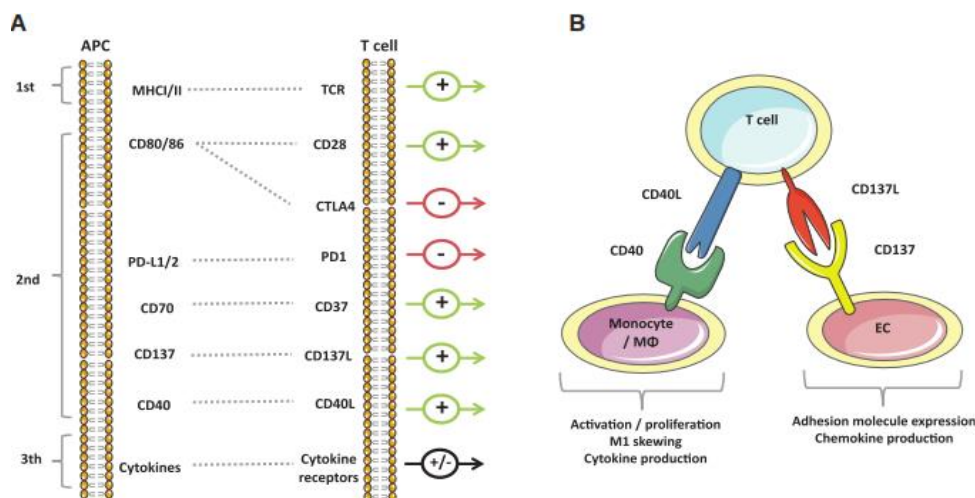 A
APC
T cell
1st
MHCI/II
TCR
+
2nd
CD80/86
CD28
+
CTLA4
-
PD-L1/2
PD1
-
CD70
CD37
+
CD137
CD137L
+
CD40
CD40L
+
3th
Cytokines
Cytokine
receptors
+/-
B
T cell
CD40L
CD137L
CD40
CD137
Monocyte
/ MΦ
EC
Activation / proliferation
M1 skewing
Cytokine production
Adhesion molecule expression
Chemokine production